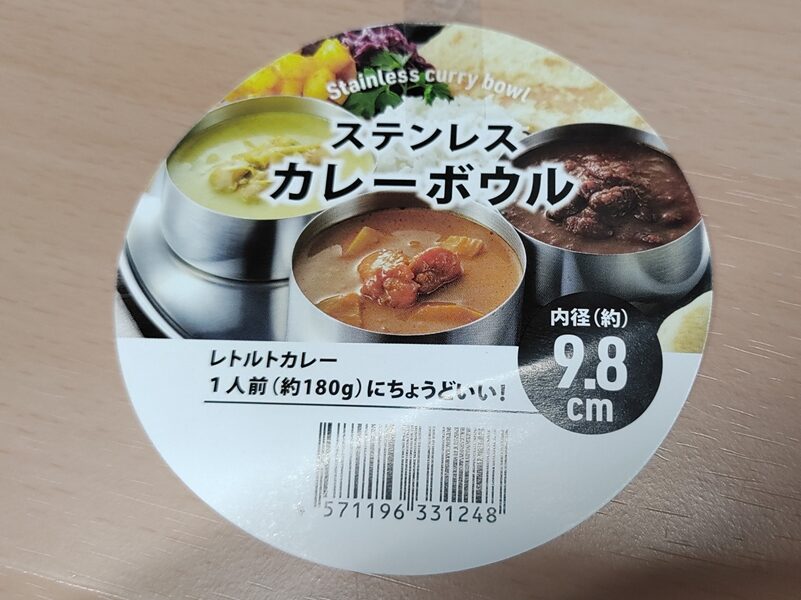 Stainless curry bowl
ステンレス
カレーボウル
内径(約)
9.8
cm
レトルトカレー
1人前(約180g)にちょうどいい!
571196 331248